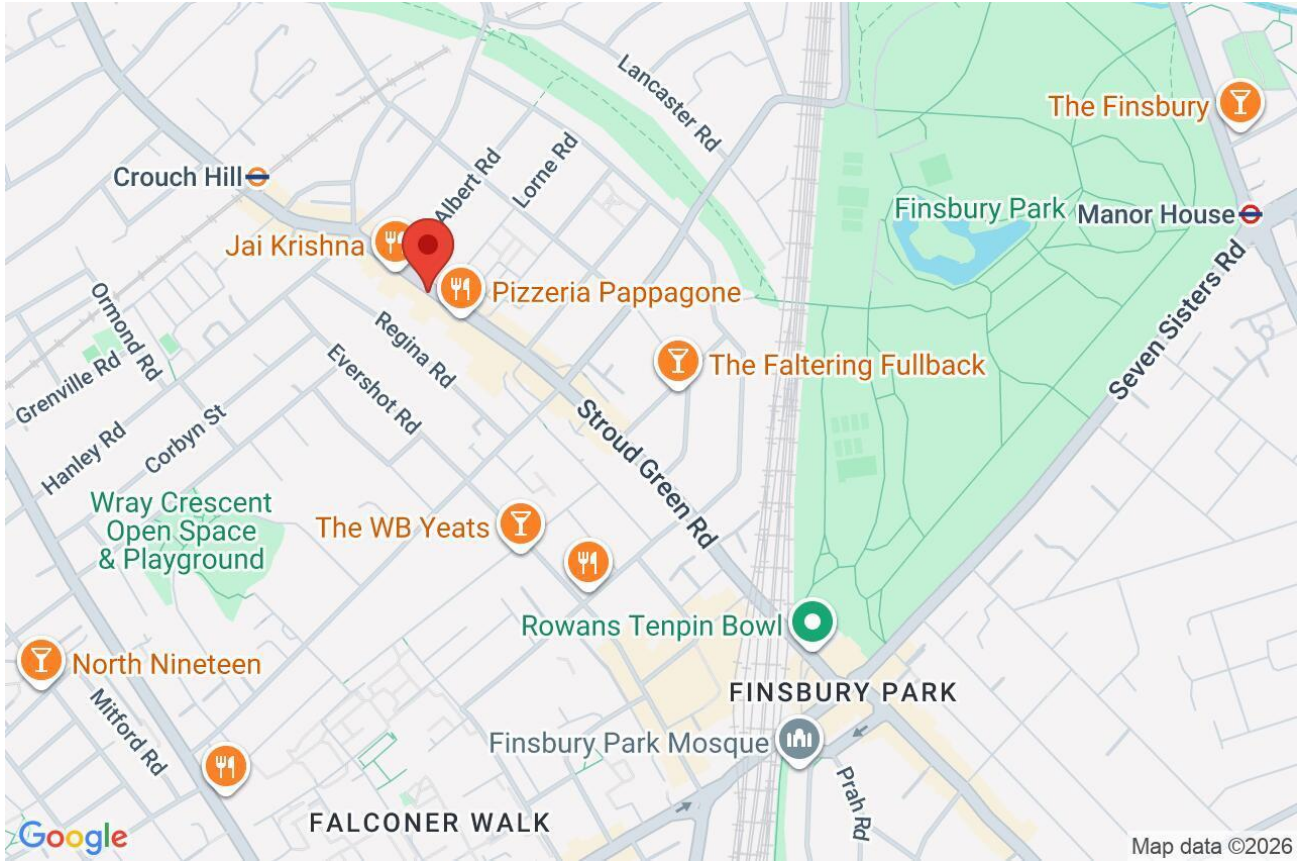 Lancaster Rd
The Finsbury
Lorne Rd
Albert Rd
Crouch Hill
Finsbury Park
Manor House
Jai Krishna
Pizzeria Pappagone
Seven Sisters Rd
Ormond Rd
Regina Rd
Evershot Rd
The Faltering Fullback
Grenville Rd
Hanley Rd
Corbyn St
Stroud Green Rd
Wray Crescent
Open Space
& Playground
The WB Yeats
Rowans Tenpin Bowl
North Nineteen
FINSBURY PARK
Mitford Rd
Finsbury Park Mosque
Prah Rd
FALCONER WALK
Google
Map data ©2026